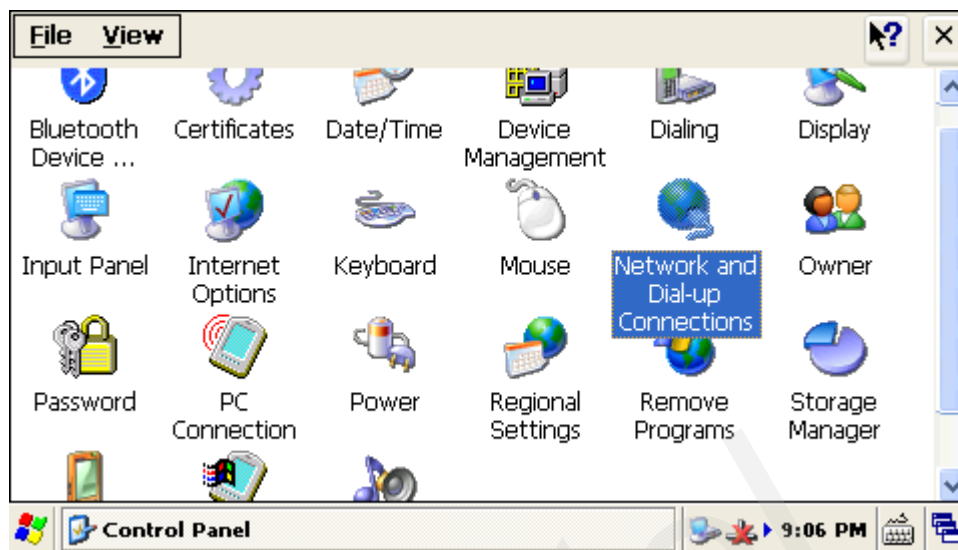 File View
Bluetooth Device ...
Certificates
Date/Time
Device Management
Dialing
Display
Input Panel
Internet Options
Keyboard
Mouse
Network and Dial-up Connections
Owner
Password
PC Connection
Power
Regional Settings
Remove Programs
Storage Manager
Control Panel
9:06 PM